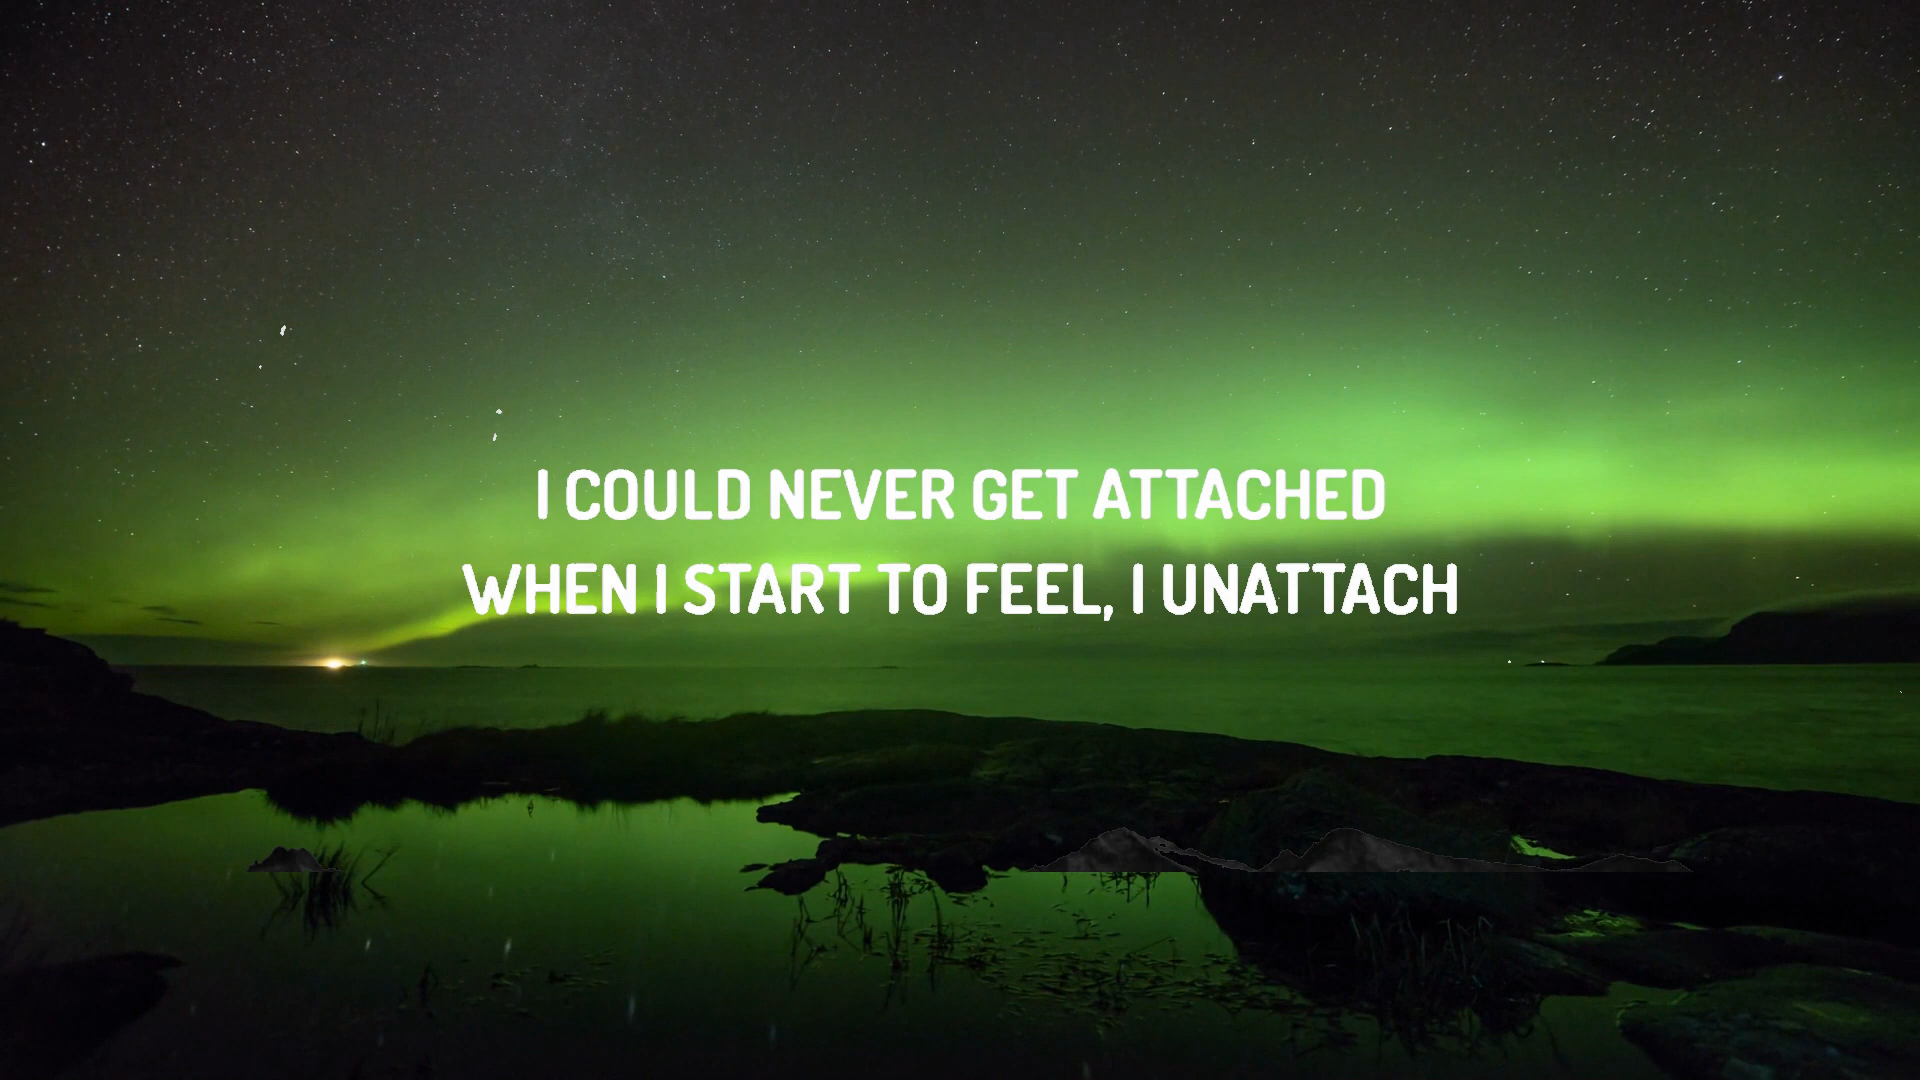 I COULD NEVER GET ATTACHED
WHEN I START TO FEEL, I UNATTACH